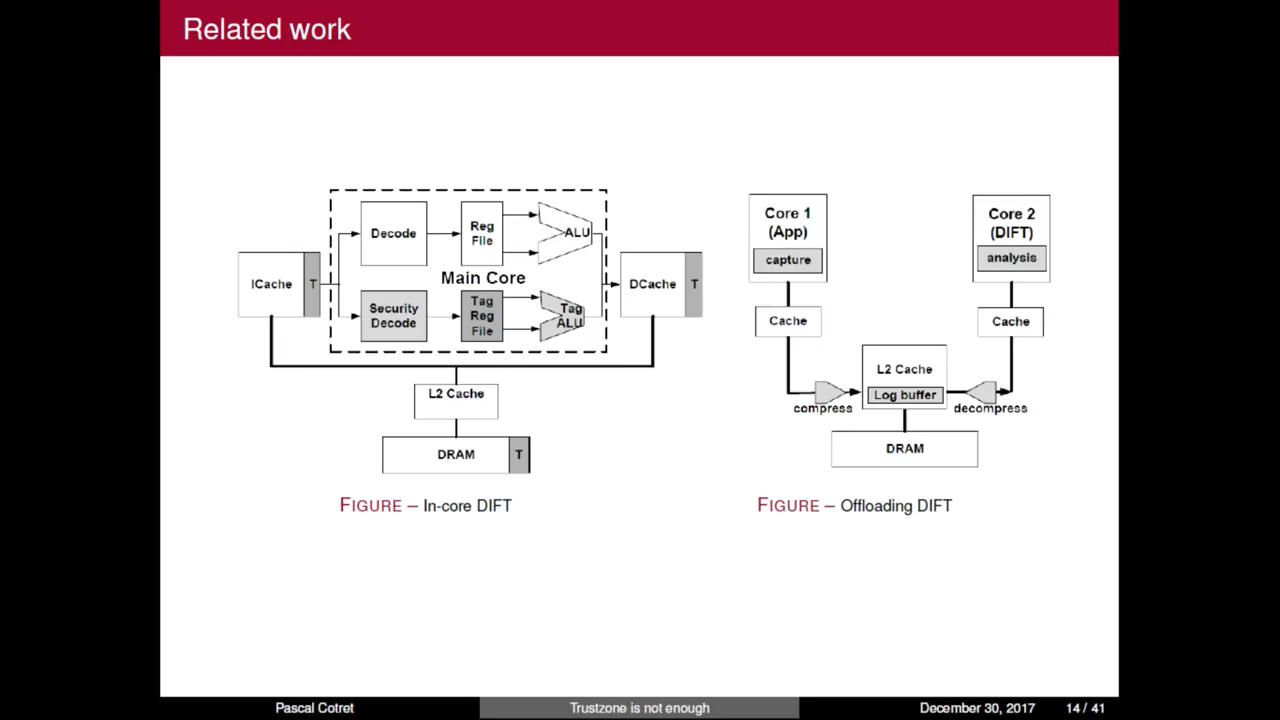 Related work
Decode
Reg
File
ALU
ICache
T
Main Core
DCache
T
Security
Decode
Tag
Reg
File
Tag
ALU
L2 Cache
DRAM
T
FIGURE – In-core DIFT
Core 1
(App)
capture
Core 2
(DIFT)
analysis
Cache
Cache
L2 Cache
Log buffer
compress
decompress
DRAM
FIGURE – Offloading DIFT
Pascal Cotret
Trustzone is not enough
December 30, 2017
14 / 41